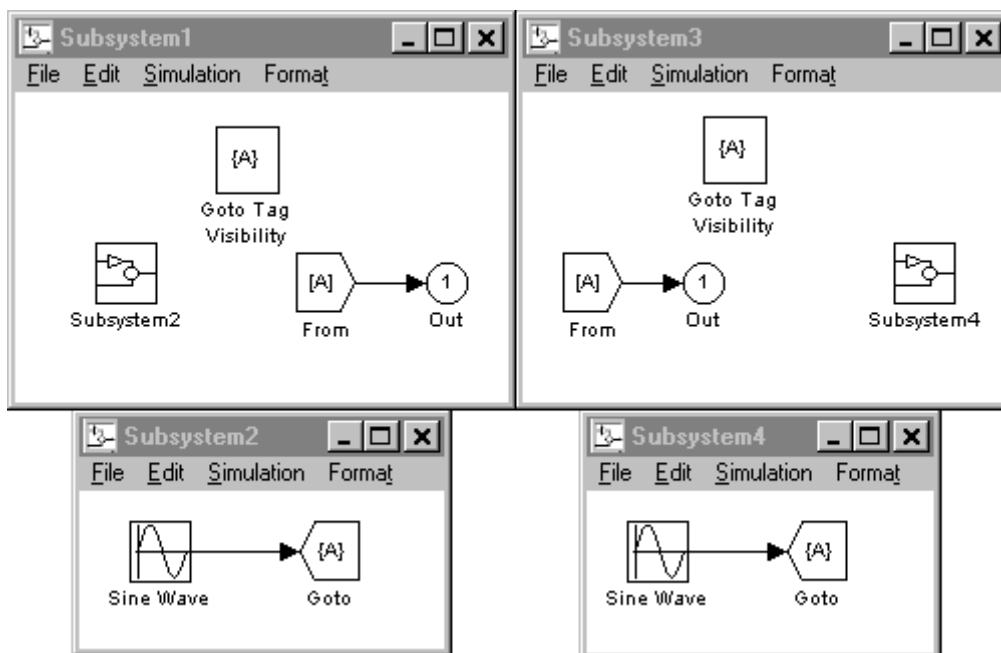 Subsystem1
File Edit Simulation Format
{A}
Goto Tag
Visibility
Subsystem2
[A]
From
1
Out
Subsystem3
File Edit Simulation Format
{A}
Goto Tag
Visibility
[A]
From
1
Out
Subsystem4
Subsystem2
File Edit Simulation Format
Sine Wave
{A}
Goto
Subsystem4
File Edit Simulation Format
Sine Wave
{A}
Goto